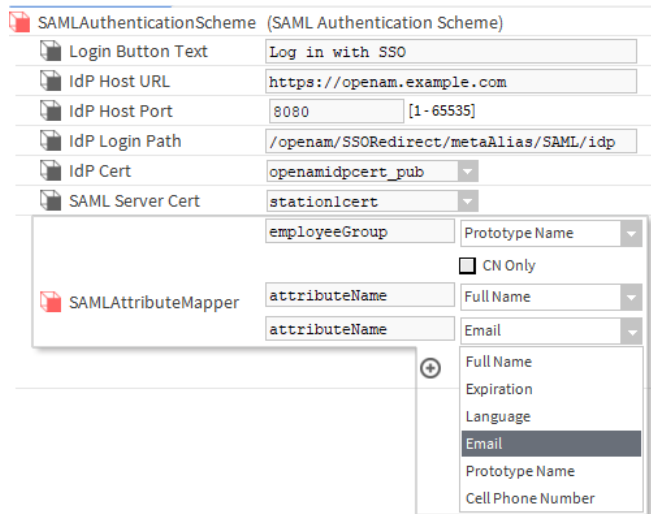 SAMLAuthenticationScheme (SAML Authentication Scheme)
Login Button Text Log in with SSO
IdP Host URL https://openam.example.com
IdP Host Port 8080 [1-65535]
IdP Login Path /openam/SSORedirect/metaAlias/SAML/idp
IdP Cert openamidpcert_pub
SAML Server Cert station1cert
employeeGroup Prototype Name
CN Only
SAMLAttributeMapper attributeName Full Name
attributeName Email
Full Name
Expiration
Language
Email
Prototype Name
Cell Phone Number